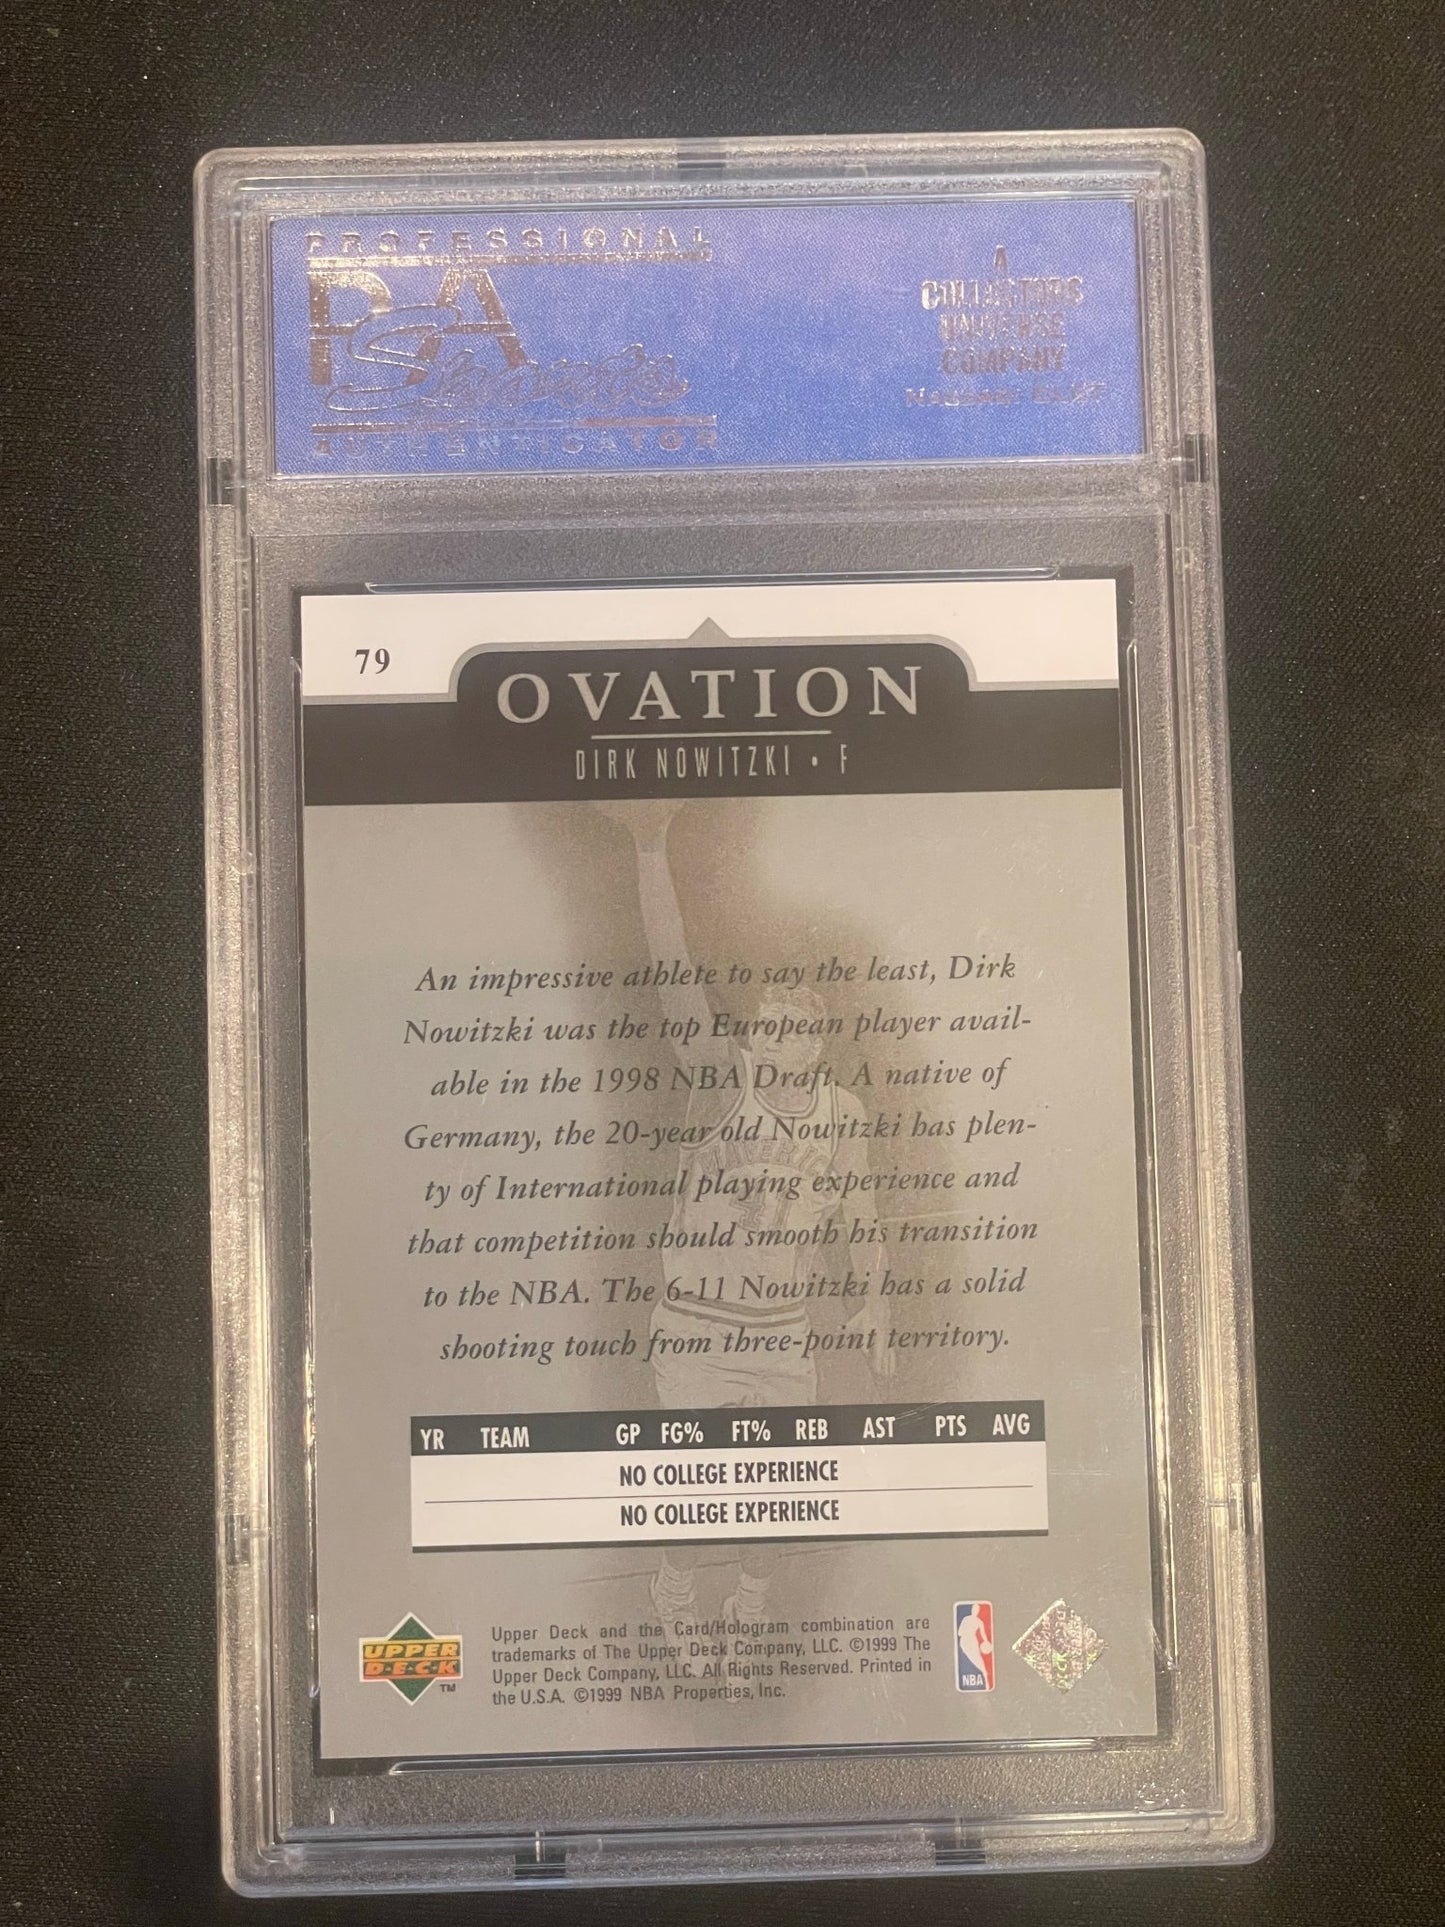 PROFESSIONAL
PSA
Sports
AUTHENTICATOR
A
COLLECTORS
UNIVERSE
COMPANY
79
OVATION
DIRK NOWITZKI • F
An impressive athlete to say the least, Dirk
Nowitzki was the top European player avail-
able in the 1998 NBA Draft. A native of
Germany, the 20-year old Nowitzki has plen-
ty of International playing experience and
that competition should smooth his transition
to the NBA. The 6-11 Nowitzki has a solid
shooting touch from three-point territory.
YR TEAM GP FG% FT% REB AST PTS AVG
NO COLLEGE EXPERIENCE
NO COLLEGE EXPERIENCE
UPPER
DECK
TM
Upper Deck and the Card/Hologram combination are
trademarks of The Upper Deck Company, LLC. ©1999 The
Upper Deck Company, LLC. All Rights Reserved. Printed in
the U.S.A. ©1999 NBA Properties, Inc.
NBA